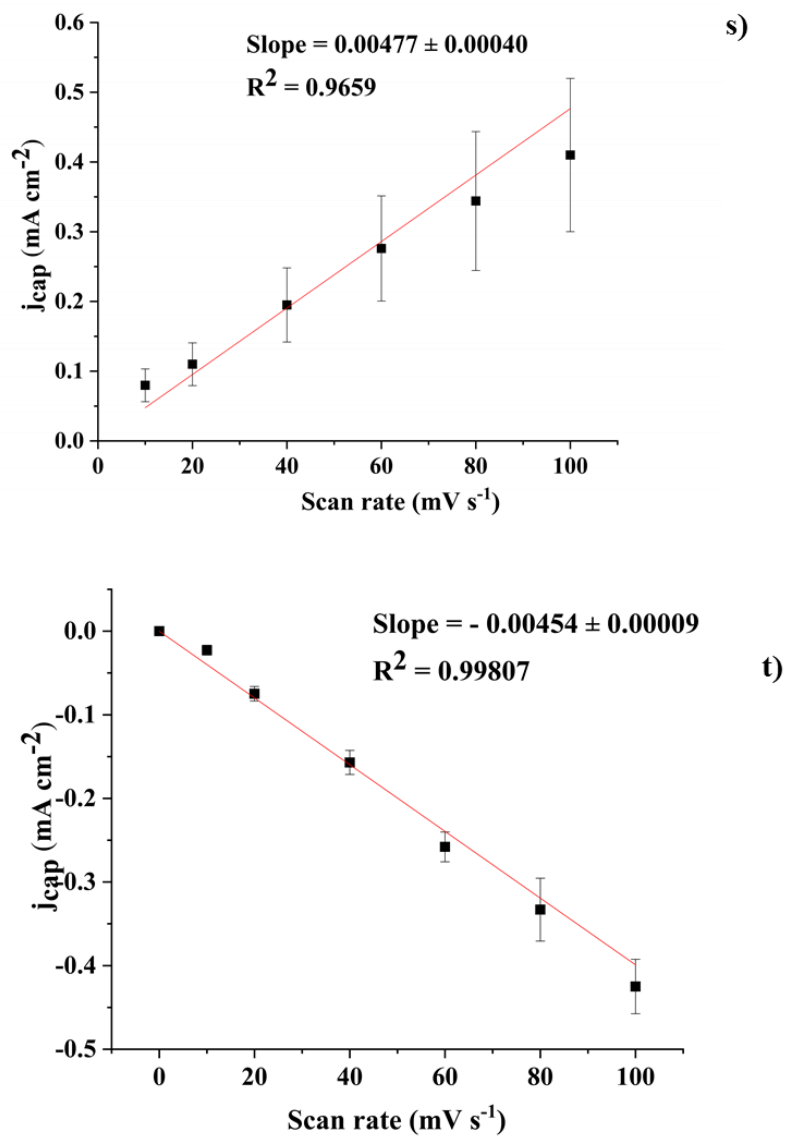 s)
Slope = 0.00477 ± 0.00040
R² = 0.9659
0.6
0.5
0.4
0.3
0.2
0.1
0.0
jcap (mA cm⁻²)
0 20 40 60 80 100
Scan rate (mV s⁻¹)
Slope = - 0.00454 ± 0.00009
R² = 0.99807
t)
0.0
-0.1
-0.2
-0.3
-0.4
-0.5
jcap (mA cm⁻²)
0 20 40 60 80 100
Scan rate (mV s⁻¹)